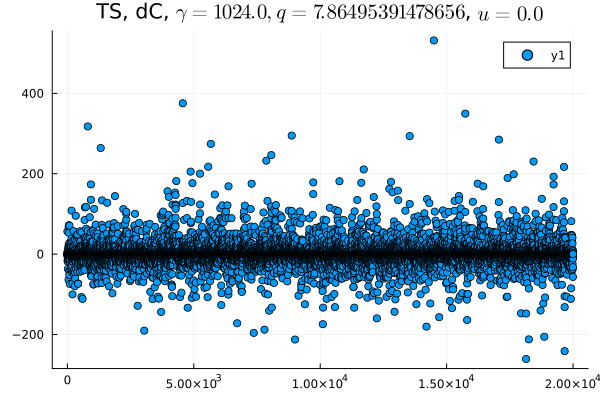 TS, dC, γ = 1024.0, q = 7.86495391478656, u = 0.0
y1
400
200
0
−200
0 5.00×10³ 1.00×10⁴ 1.50×10⁴ 2.00×10⁴